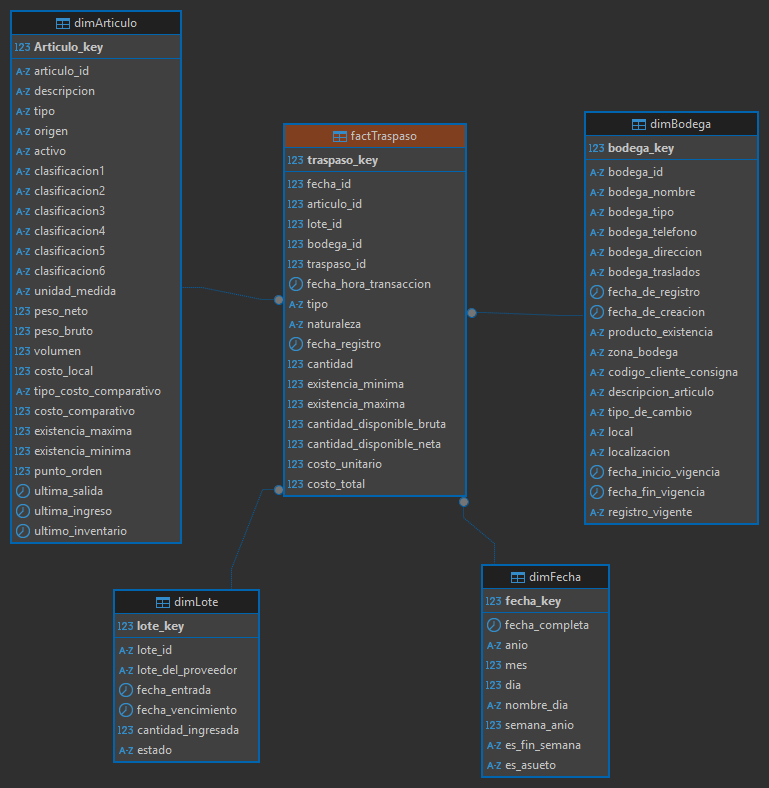 dimArticulo
123 Articulo_key
A-Z articulo_id
A-Z descripcion
A-Z tipo
A-Z origen
A-Z activo
A-Z clasificacion1
A-Z clasificacion2
A-Z clasificacion3
A-Z clasificacion4
A-Z clasificacion5
A-Z clasificacion6
A-Z unidad_medida
123 peso_neto
123 peso_bruto
123 volumen
123 costo_local
A-Z tipo_costo_comparativo
123 costo_comparativo
123 existencia_maxima
123 existencia_minima
123 punto_orden
ultima_salida
ultima_ingreso
ultimo_inventario
factTraspaso
123 traspaso_key
123 fecha_id
123 articulo_id
123 lote_id
123 bodega_id
123 traspaso_id
fecha_hora_transaccion
A-Z tipo
A-Z naturaleza
fecha_registro
123 cantidad
123 existencia_minima
123 existencia_maxima
123 cantidad_disponible_bruta
123 cantidad_disponible_neta
123 costo_unitario
123 costo_total
dimBodega
123 bodega_key
A-Z bodega_id
A-Z bodega_nombre
A-Z bodega_tipo
A-Z bodega_telefono
A-Z bodega_direccion
A-Z bodega_traslados
fecha_de_registro
fecha_de_creacion
A-Z producto_existencia
A-Z zona_bodega
A-Z codigo_cliente_consigna
A-Z descripcion_articulo
A-Z tipo_de_cambio
A-Z local
A-Z localizacion
fecha_inicio_vigencia
fecha_fin_vigencia
A-Z registro_vigente
dimLote
123 lote_key
A-Z lote_id
A-Z lote_del_proveedor
fecha_entrada
fecha_vencimiento
123 cantidad_ingresada
A-Z estado
dimFecha
123 fecha_key
fecha_completa
A-Z anio
123 mes
123 dia
A-Z nombre_dia
123 semana_anio
A-Z es_fin_semana
A-Z es_asueto